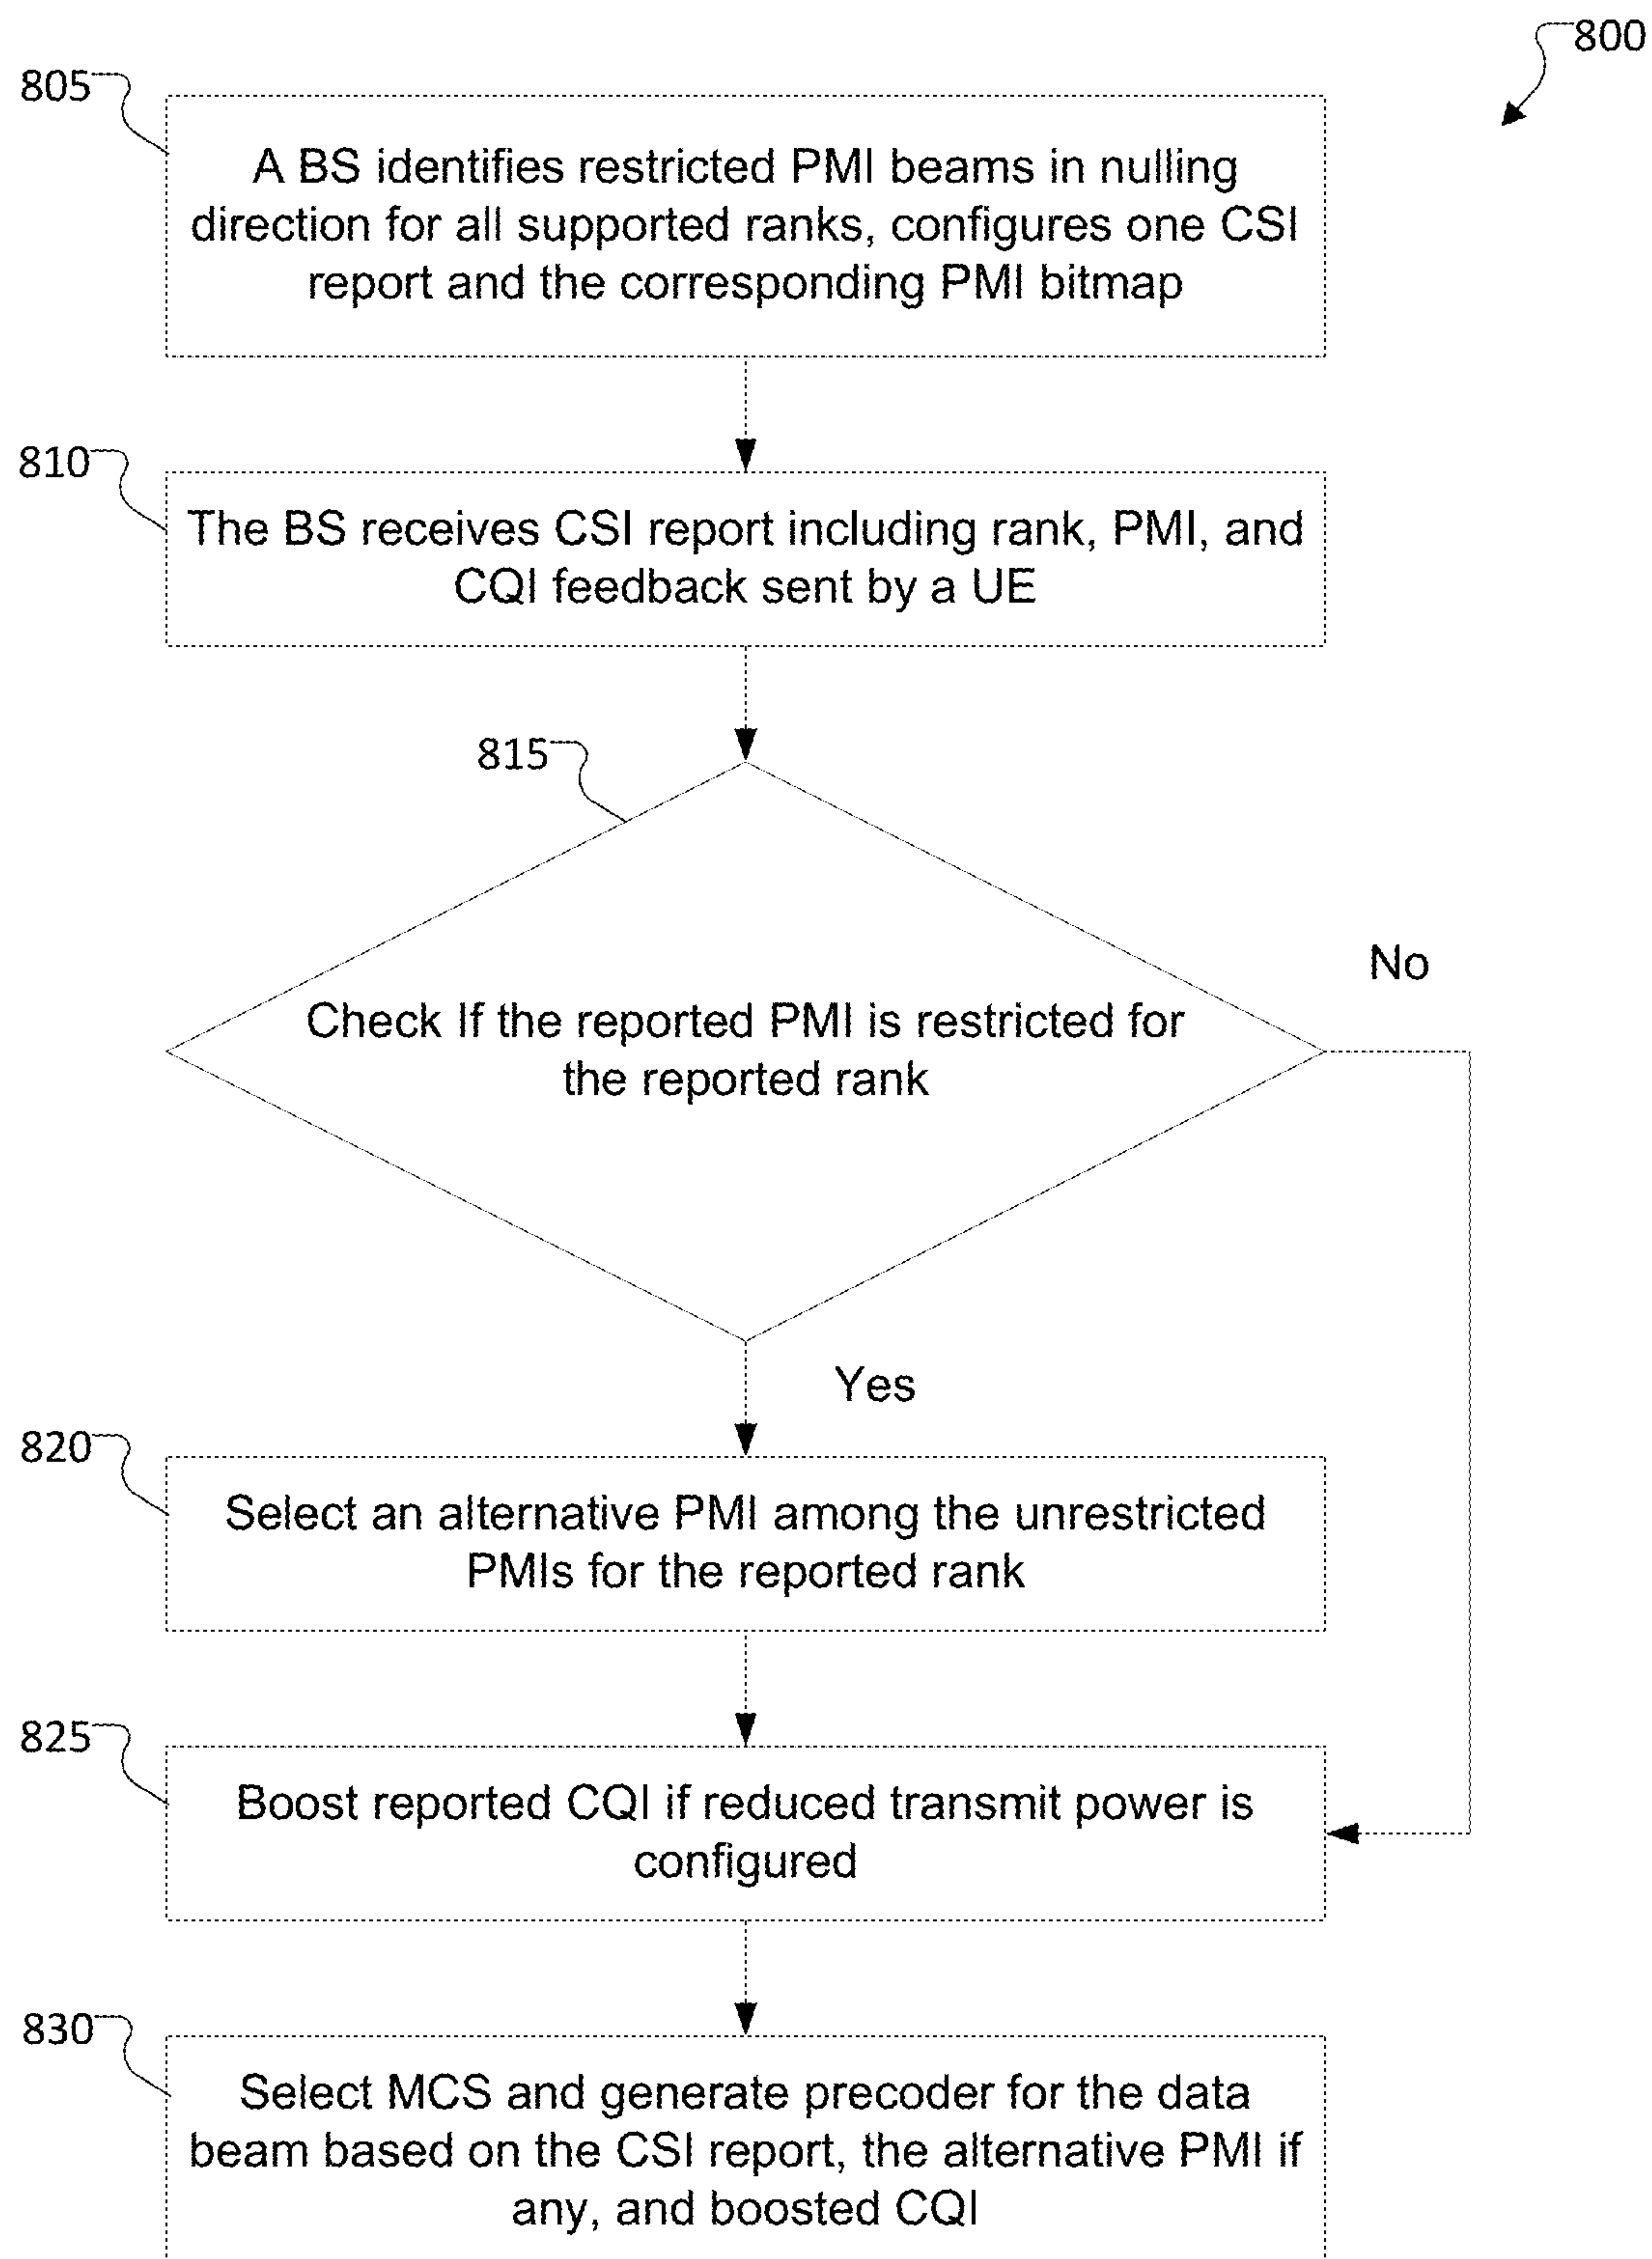 800
805
A BS identifies restricted PMI beams in nulling
direction for all supported ranks, configures one CSI
report and the corresponding PMI bitmap
810
The BS receives CSI report including rank, PMI, and
CQI feedback sent by a UE
815
No
Check If the reported PMI is restricted for
the reported rank
Yes
820
Select an alternative PMI among the unrestricted
PMIs for the reported rank
825
Boost reported CQI if reduced transmit power is
configured
830
Select MCS and generate precoder for the data
beam based on the CSI report, the alternative PMI if
any, and boosted CQI